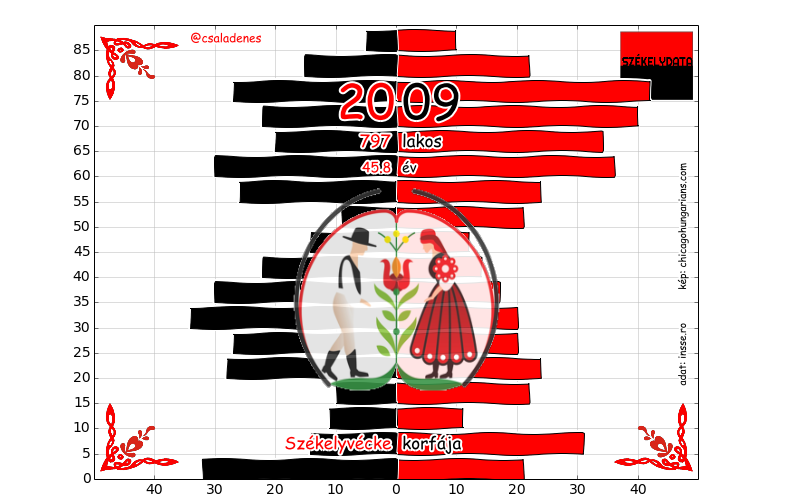 @csaladenes
SZÉKELYDATA
2009
797 lakos
45.8 év
kép: chicagohungarians.com
adat: insse.ro
Székelyvécke korfája
85
80
75
70
65
60
55
50
45
40
35
30
25
20
15
10
5
0
40 30 20 10 0 10 20 30 40